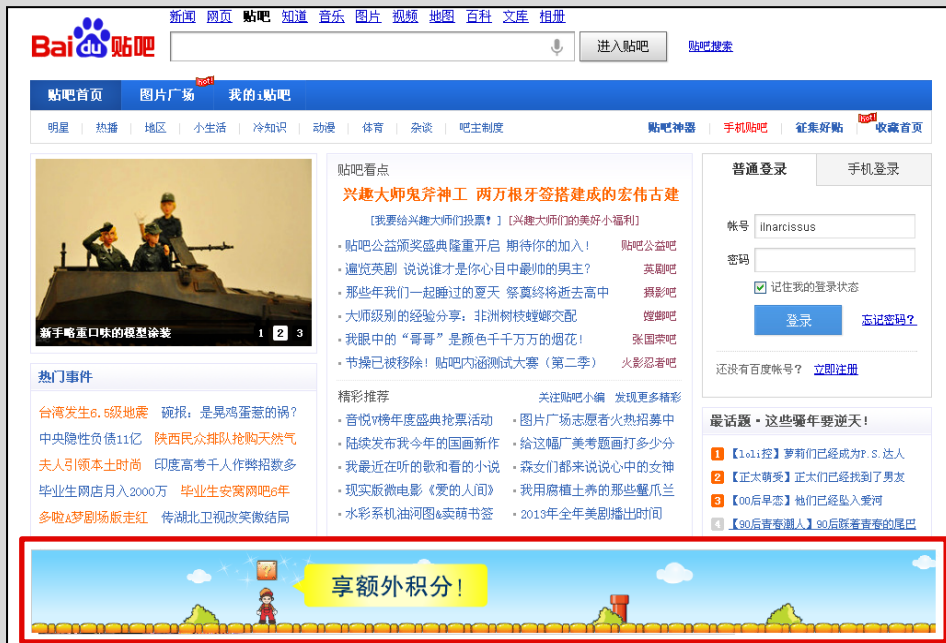 新闻 网页 贴吧 知道 音乐 图片 视频 地图 百科 文库 相册
Bai du 贴吧
进入贴吧 贴吧搜索
贴吧首页 图片广场 hot! 我的i贴吧
明星 热播 地区 小生活 冷知识 动漫 体育 杂谈 吧主制度 贴吧神器 手机贴吧 征集好贴 hot! 收藏首页
新手略重口味的模型涂装 1 2 3
热门事件
台湾发生6.5级地震 碗报：是晃鸡蛋惹的祸?
中央隐性负债11亿 陕西民众排队抢购天然气
夫人引领本土时尚 印度高考千人作弊招数多
毕业生网店月入2000万 毕业生安窝网吧6年
多啦A梦剧场版走红 传湖北卫视改笑傲结局
贴吧看点
兴趣大师鬼斧神工 两万根牙签搭建成的宏伟古建
[我要给兴趣大师们投票! ] [兴趣大师们的美好小福利]
贴吧公益颁奖盛典隆重开启 期待你的加入! 贴吧公益吧
遍览英剧 说说谁才是你心目中最帅的男主? 英剧吧
那些年我们一起睡过的夏天 祭奠终将逝去高中 摄影吧
大师级别的经验分享：非洲树枝螳螂交配 螳螂吧
我眼中的“哥哥”是颜色千千万万的烟花! 张国荣吧
节操已被移除! 贴吧内涵测试大赛（第二季） 火影忍者吧
精彩推荐 关注贴吧小编 发现更多精彩
音悦V榜年度盛典抢票活动 图片广场志愿者火热招募中
陆续发布我今年的国画新作 给这幅广美考题画打多少分
我最近在听的歌和看的小说 森女们都来说说心中的女神
现实版微电影《爱的人间》 我用腐植土养的那些蟹爪兰
水彩系机油河图&卖萌书签 2013年全年美剧播出时间
普通登录 手机登录
帐号 ilnarcissus
密码
记住我的登录状态
登录 忘记密码?
还没有百度帐号? 立即注册
最话题·这些骚年要逆天!
1 【loli控】萝莉们已经成为P.S.达人
2 【正太萌受】正太们已经找到了男友
3 【00后早恋】他们已经坠入爱河
4 【90后青春潮人】90后踩着青春的尾巴
? 享额外积分!